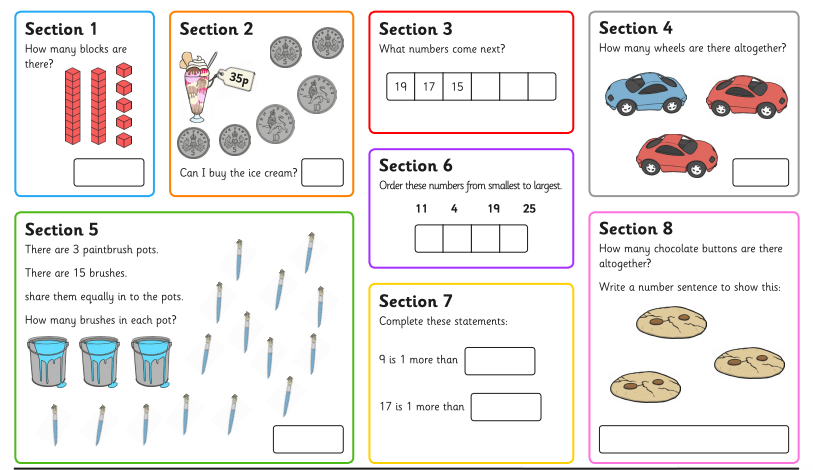 Section 1
How many blocks are
there?
Section 2
35p
5
5
5
5
Can I buy the ice cream?
Section 3
What numbers come next?
19 17 15
Section 4
How many wheels are there altogether?
Section 5
There are 3 paintbrush pots.
There are 15 brushes.
share them equally in to the pots.
How many brushes in each pot?
Section 6
Order these numbers from smallest to largest.
11 4 19 25
Section 7
Complete these statements:
9 is 1 more than
17 is 1 more than
Section 8
How many chocolate buttons are there
altogether?
Write a number sentence to show this: